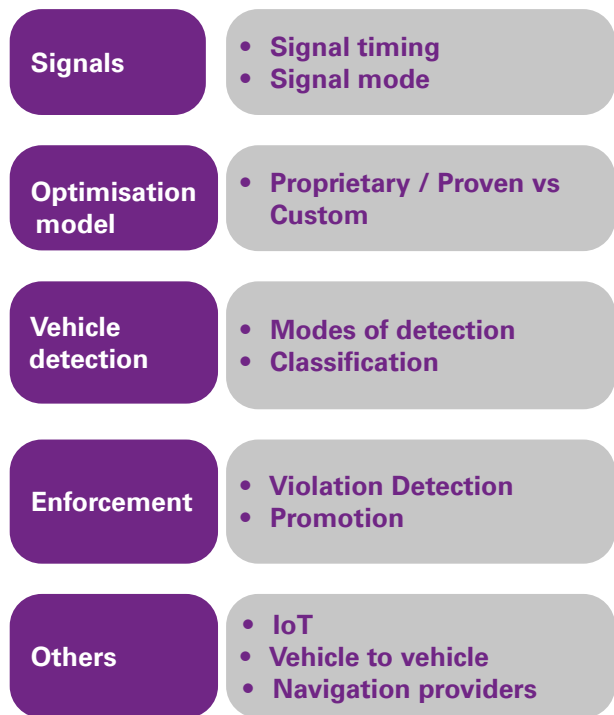 Signals
• Signal timing
• Signal mode
Optimisation
model
• Proprietary / Proven vs
Custom
Vehicle
detection
• Modes of detection
• Classification
Enforcement
• Violation Detection
• Promotion
Others
• IoT
• Vehicle to vehicle
• Navigation providers